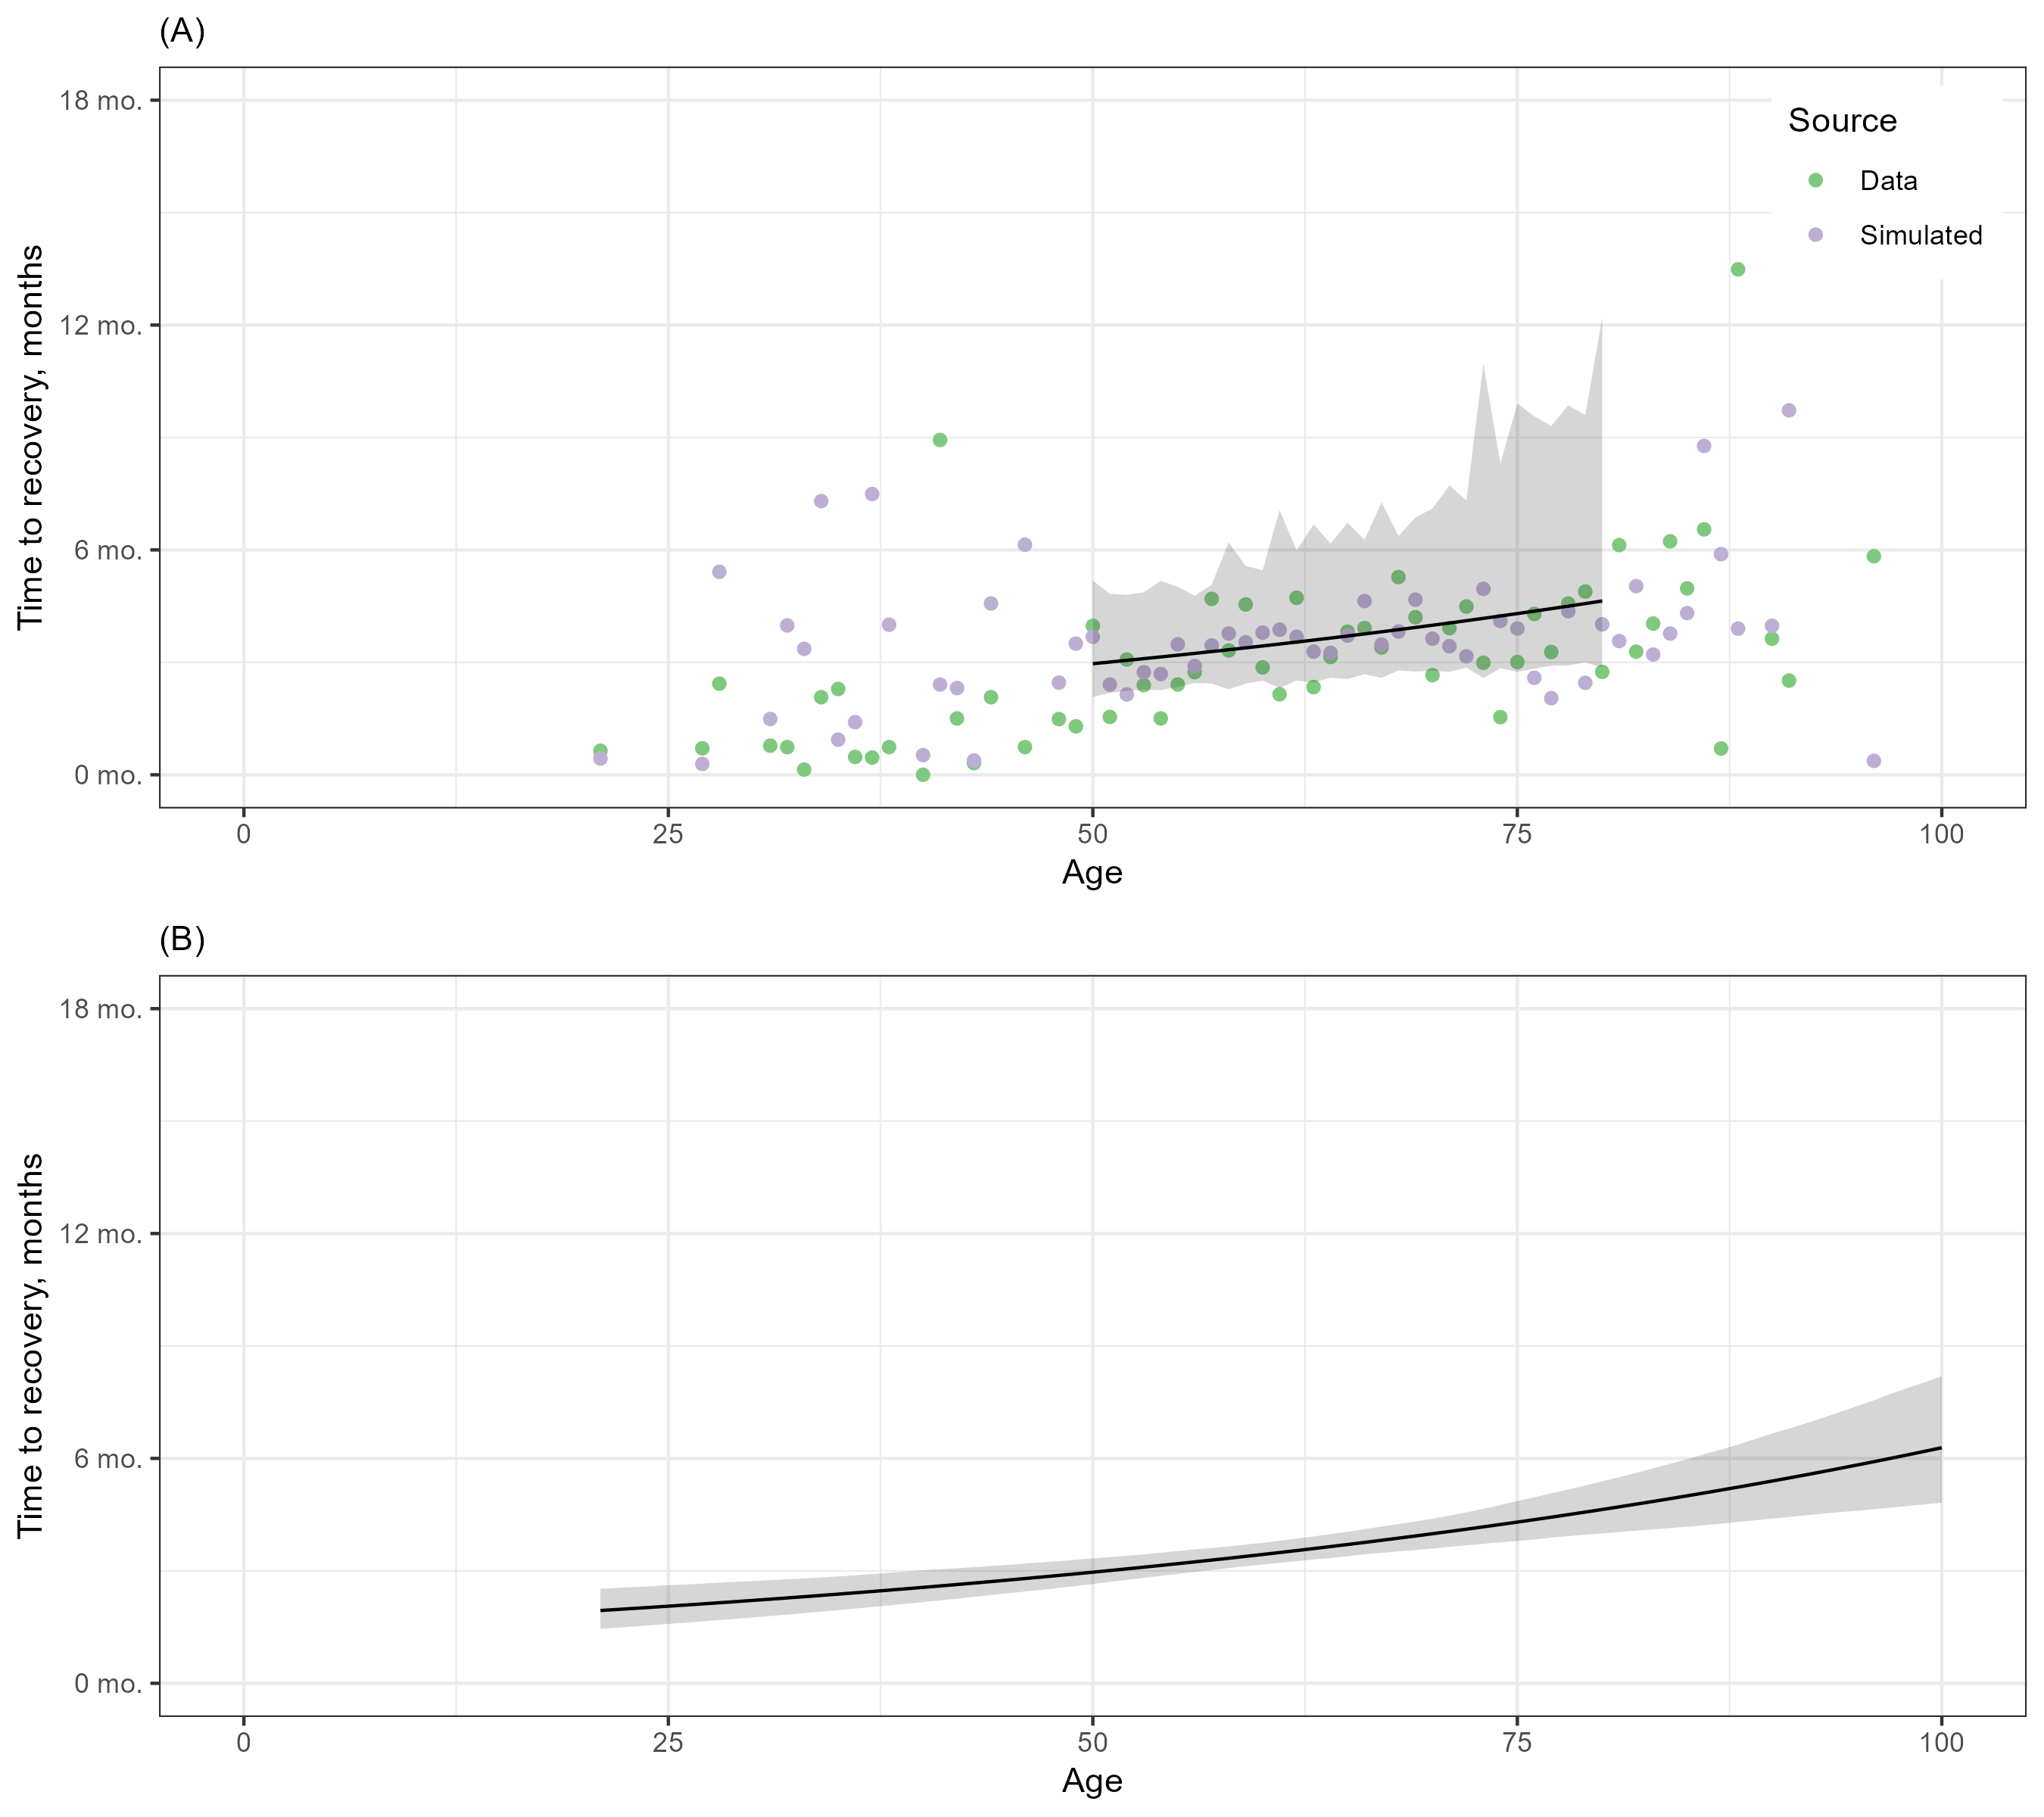 (A)
Time to recovery, months
18 mo.
12 mo.
6 mo.
0 mo.
Source
Data
Simulated
0
25
50
75
100
Age
(B)
Time to recovery, months
18 mo.
12 mo.
6 mo.
0 mo.
0
25
50
75
100
Age